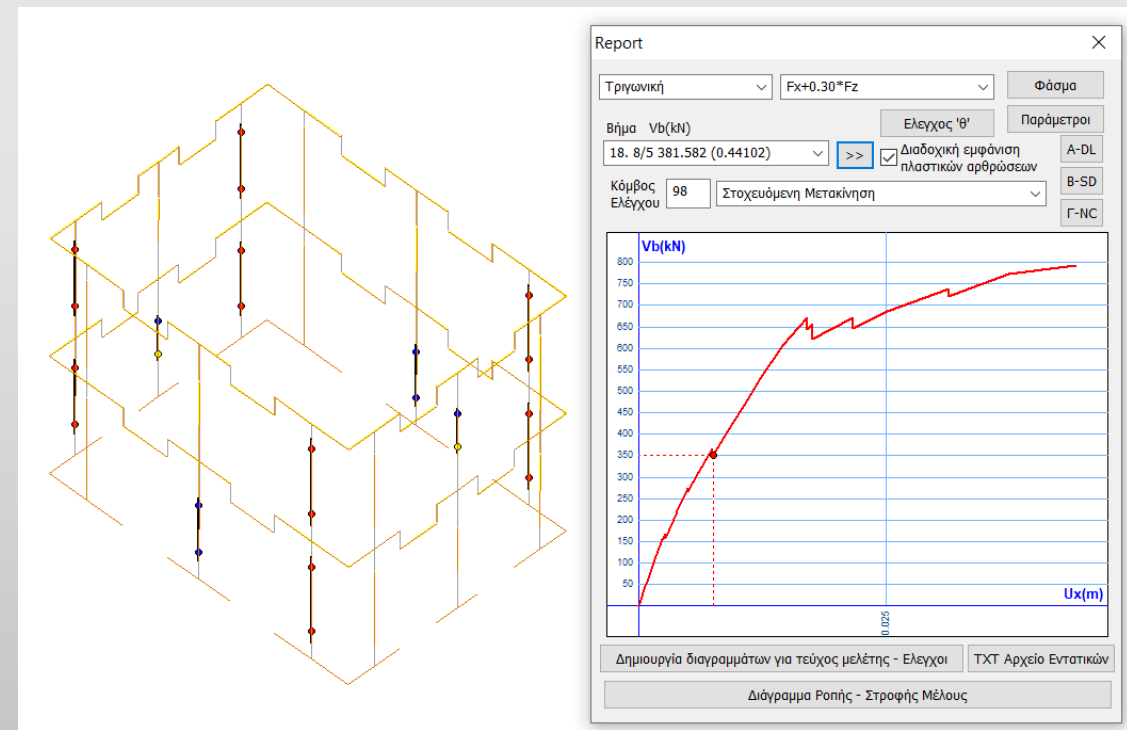 Report
Τριγωνική
Fx+0.30*Fz
Φάσμα
Βήμα Vb(kN)
Ελεγχος 'θ'
Παράμετροι
18. 8/5 381.582 (0.44102)
>>
Διαδοχική εμφάνιση
πλαστικών αρθρώσεων
A-DL
Κόμβος
Ελέγχου
98
Στοχευόμενη Μετακίνηση
B-SD
Γ-NC
Vb(kN)
800
750
700
650
600
550
500
450
400
350
300
250
200
150
100
50
Ux(m)
0.025
Δημιουργία διαγραμμάτων για τεύχος μελέτης - Ελεγχοι
TXT Αρχείο Εντατικών
Διάγραμμα Ροπής - Στροφής Μέλους